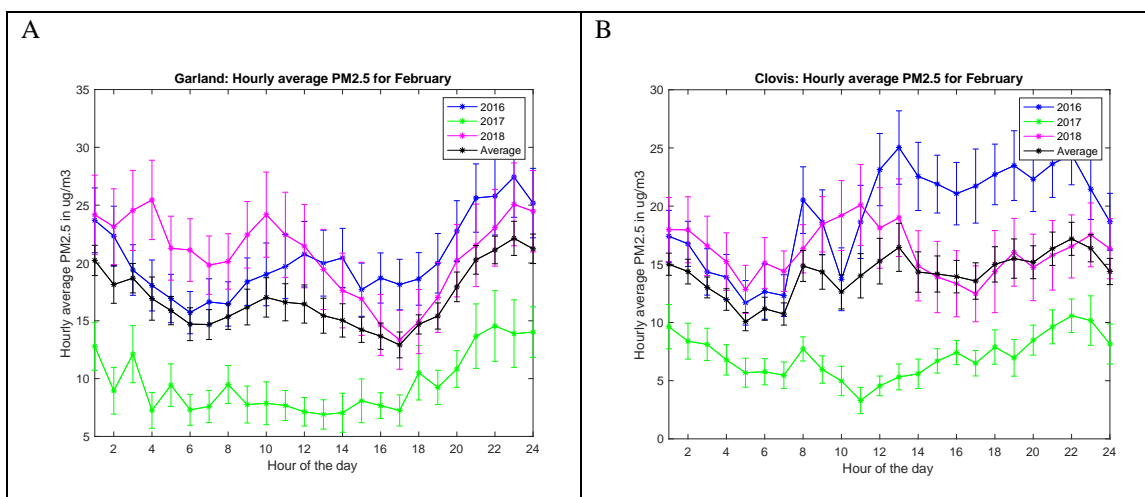 A
Garland: Hourly average PM2.5 for February
35
30
25
20
15
10
5
Hourly average PM2.5 in ug/m3
2016
2017
2018
Average
2 4 6 8 10 12 14 16 18 20 22 24
Hour of the day
B
Clovis: Hourly average PM2.5 for February
30
25
20
15
10
5
0
Hourly average PM2.5 in ug/m3
2016
2017
2018
Average
2 4 6 8 10 12 14 16 18 20 22 24
Hour of the day